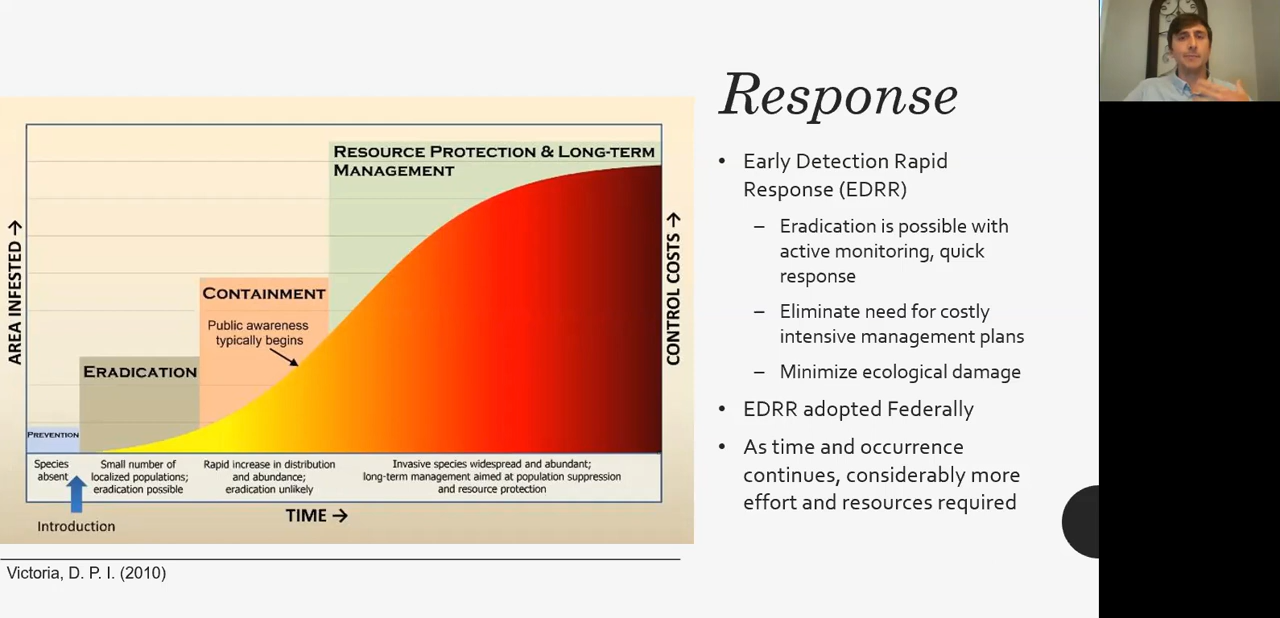 Response
RESOURCE PROTECTION & LONG-TERM
MANAGEMENT
CONTAINMENT
Public awareness
typically begins
ERADICATION
PREVENTION
AREA INFESTED →
CONTROL COSTS →
Species
absent
Small number of
localized populations;
eradication possible
Rapid increase in distribution
and abundance;
eradication unlikely
Invasive species widespread and abundant;
long-term management aimed at population suppression
and resource protection
Introduction
TIME →
Victoria, D. P. I. (2010)
• Early Detection Rapid
Response (EDRR)
– Eradication is possible with
active monitoring, quick
response
– Eliminate need for costly
intensive management plans
– Minimize ecological damage
• EDRR adopted Federally
• As time and occurrence
continues, considerably more
effort and resources required